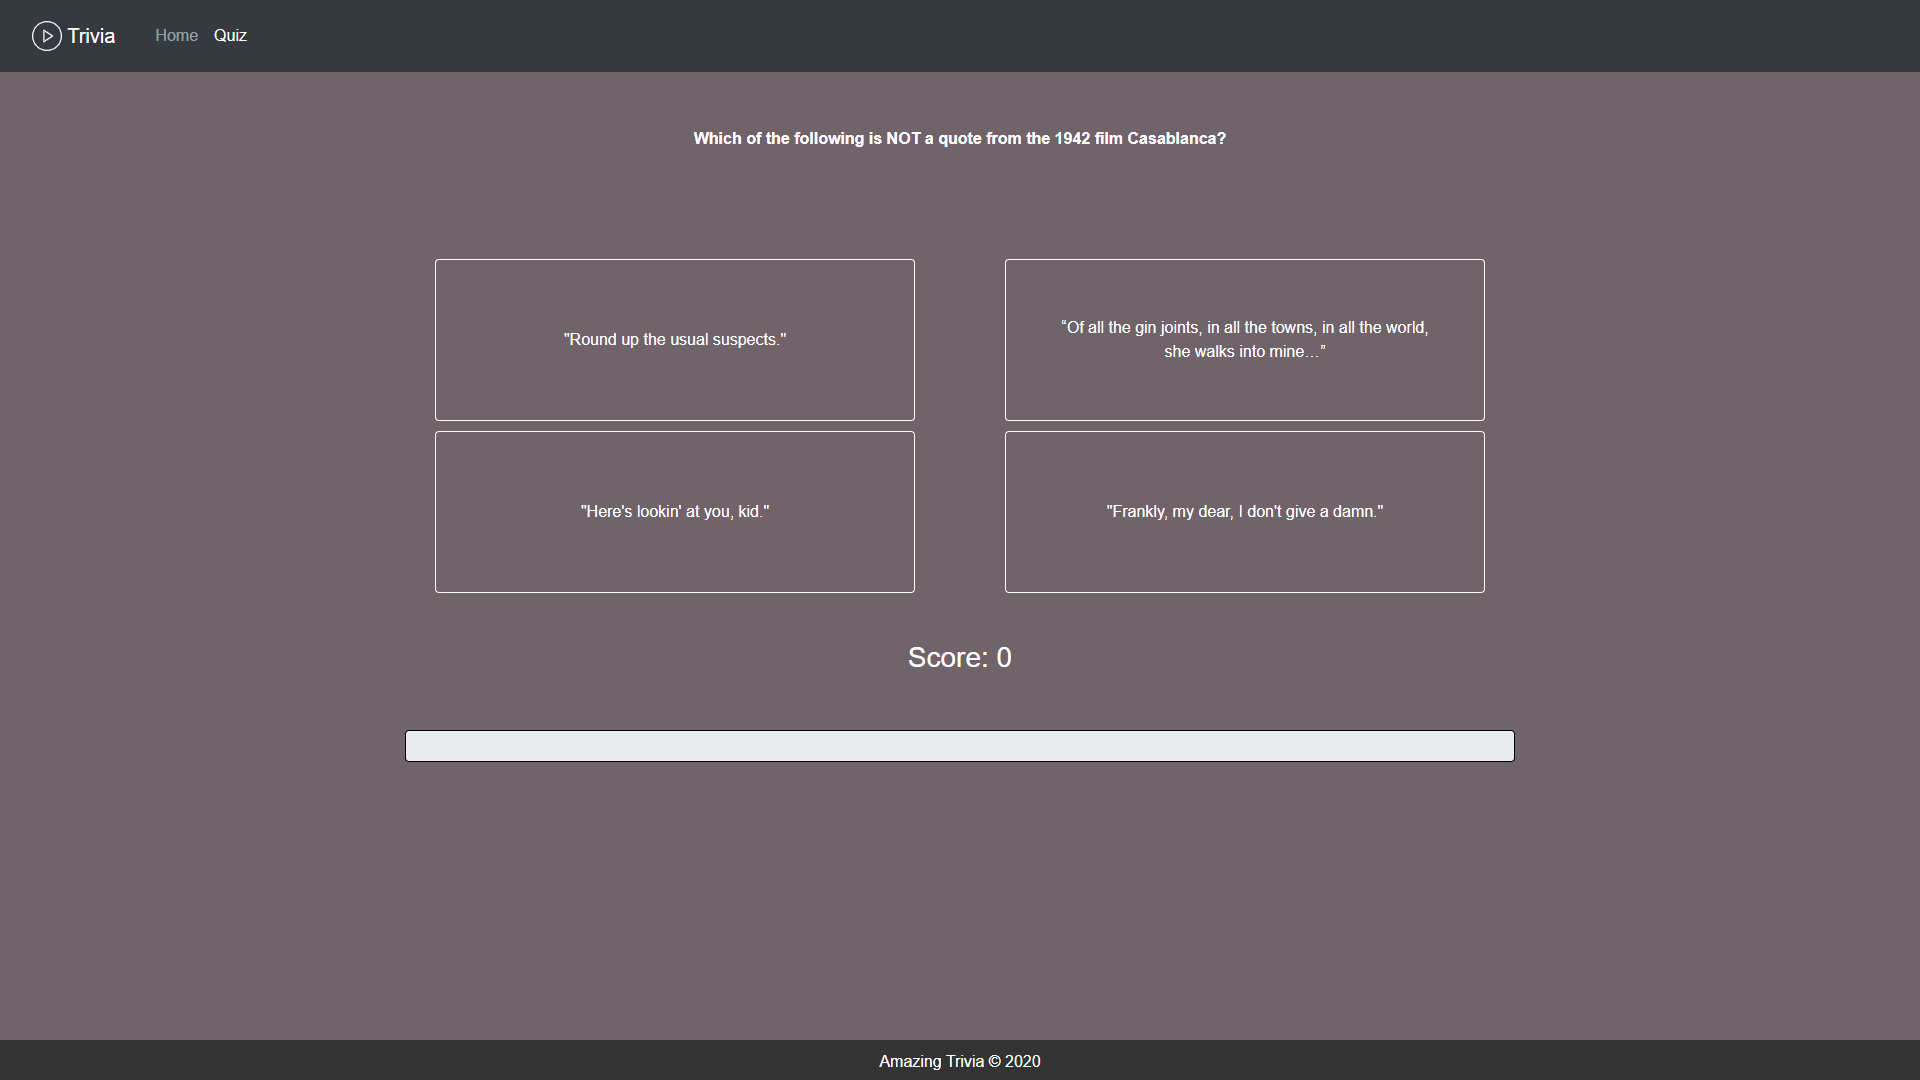 Trivia Home Quiz
Which of the following is NOT a quote from the 1942 film Casablanca?
"Round up the usual suspects."
“Of all the gin joints, in all the towns, in all the world,
she walks into mine…”
"Here's lookin' at you, kid."
"Frankly, my dear, I don't give a damn."
Score: 0
Amazing Trivia © 2020